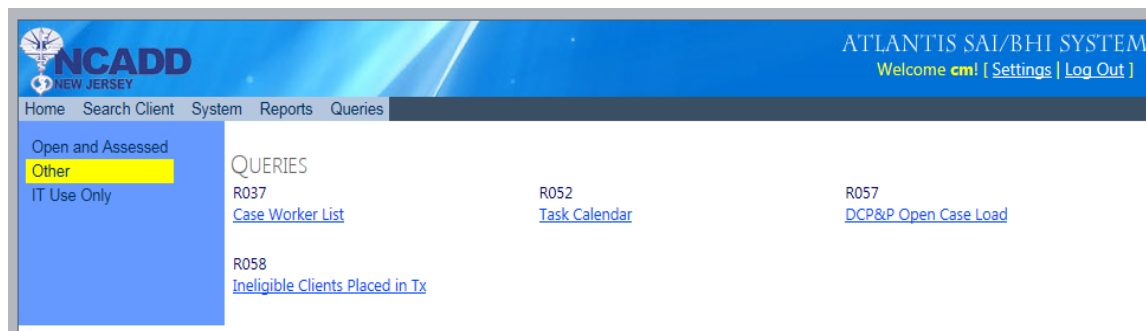 NCADD
NEW JERSEY
ATLANTIS SAI/BHI SYSTEM
Welcome cm! [ Settings | Log Out ]
Home Search Client System Reports Queries
Open and Assessed
Other
IT Use Only
QUERIES
R037 R052 R057
Case Worker List Task Calendar DCP&P Open Case Load
R058
Ineligible Clients Placed in Tx